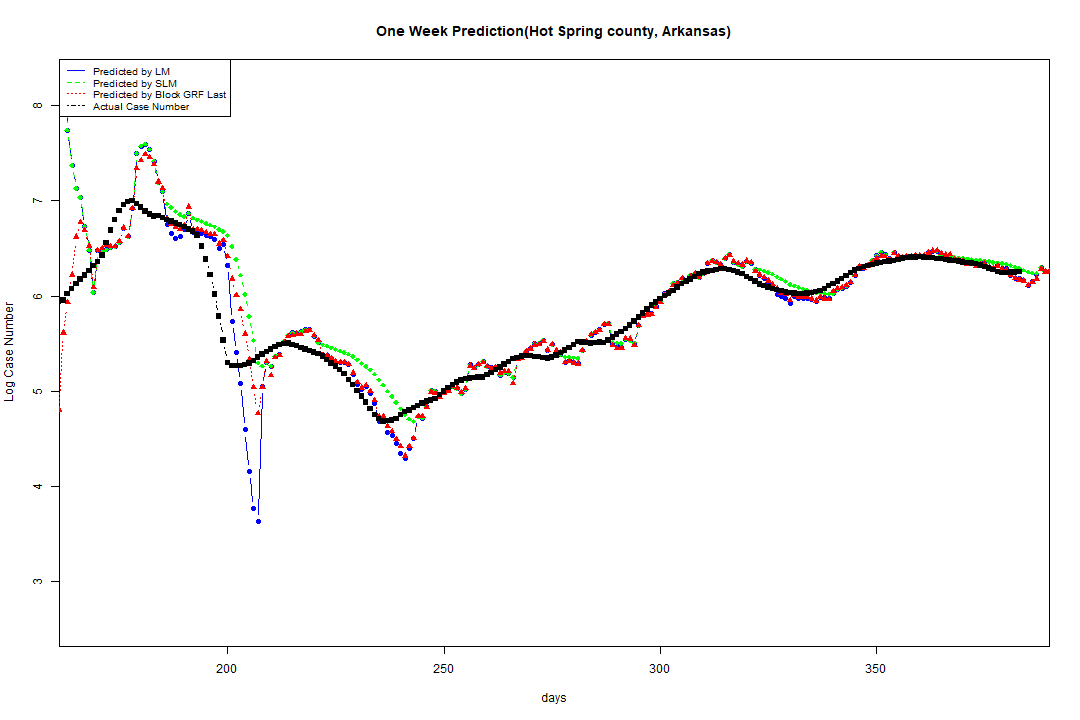 One Week Prediction(Hot Spring county, Arkansas)
Predicted by LM
Predicted by SLM
Predicted by Block GRF Last
Actual Case Number
8
7
6
5
4
3
Log Case Number
200
250
300
350
days